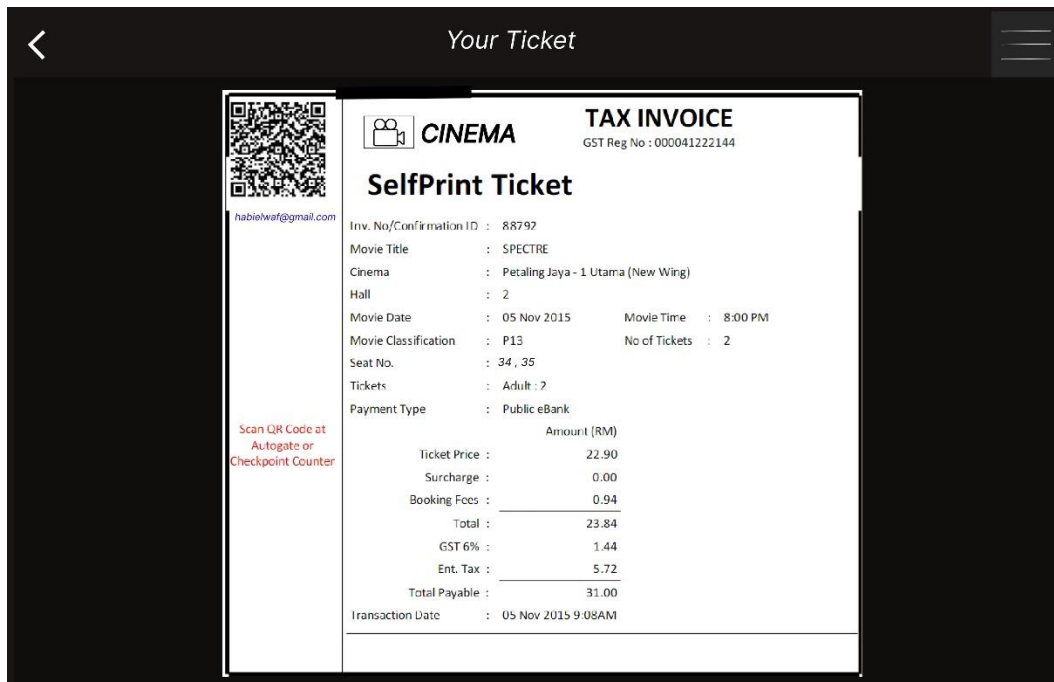 Your Ticket
CINEMA
TAX INVOICE
GST Reg No : 000041222144
SelfPrint Ticket
habielwaf@gmail.com
Inv. No/Confirmation ID : 88792
Movie Title : SPECTRE
Cinema : Petaling Jaya - 1 Utama (New Wing)
Hall : 2
Movie Date : 05 Nov 2015 Movie Time : 8:00 PM
Movie Classification : P13 No of Tickets : 2
Seat No. : 34 , 35
Tickets : Adult : 2
Payment Type : Public eBank
Scan QR Code at
Autogate or
Checkpoint Counter
Amount (RM)
Ticket Price : 22.90
Surcharge : 0.00
Booking Fees : 0.94
Total : 23.84
GST 6% : 1.44
Ent. Tax : 5.72
Total Payable : 31.00
Transaction Date : 05 Nov 2015 9:08AM